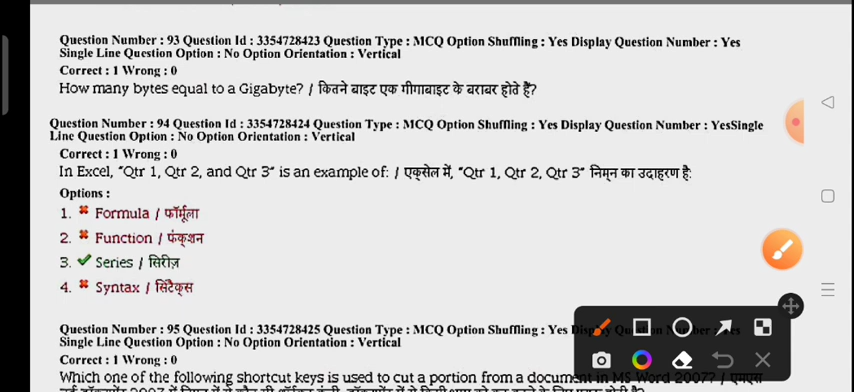 Question Number : 93 Question Id : 3354728423 Question Type : MCQ Option Shuffling : Yes Display Question Number : Yes
Single Line Question Option : No Option Orientation : Vertical
Correct : 1 Wrong : 0
How many bytes equal to a Gigabyte? / कितने बाइट एक गीगाबाइट के बराबर होते हैं?
Question Number : 94 Question Id : 3354728424 Question Type : MCQ Option Shuffling : Yes Display Question Number : YesSingle
Line Question Option : No Option Orientation : Vertical
Correct : 1 Wrong : 0
In Excel, "Qtr 1, Qtr 2, and Qtr 3" is an example of: / एक्सेल में, "Qtr 1, Qtr 2, Qtr 3" निम्न का उदाहरण है:
Options :
1. Formula / फॉर्मूला
2. Function / फंक्शन
3. Series / सिरीज़
4. Syntax / सिंटैक्स
Question Number : 95 Question Id : 3354728425 Question Type : MCQ Option Shuffling : Yes Display Question Number : Yes
Single Line Question Option : No Option Orientation : Vertical
Correct : 1 Wrong : 0
Which one of the following shortcut keys is used to cut a portion from a document in MS Word 2007? / एमएस